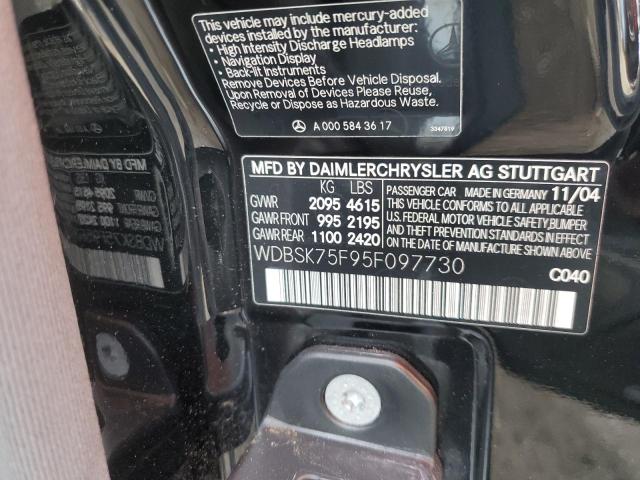 This vehicle may include mercury-added
devices installed by the manufacturer:
• High Intensity Discharge Headlamps
• Navigation Display
• Back-lit Instruments
Remove Devices Before Vehicle Disposal.
Upon Removal of Devices Please Reuse,
Recycle or Dispose as Hazardous Waste.
A 000 584 36 17
3347819
MFD BY DAIMLERCHRYSLER AG STUTTGART
KG LBS
GVWR 2095 4615
GAWR FRONT 995 2195
GAWR REAR 1100 2420
PASSENGER CAR MADE IN GERMANY 11/04
THIS VEHICLE CONFORMS TO ALL APPLICABLE
U.S. FEDERAL MOTOR VEHICLE SAFETY, BUMPER
AND THEFT PREVENTION STANDARDS IN EFFECT
ON THE DATE OF MANUFACTURE SHOWN ABOVE.
WDBSK75F95F097730
C040